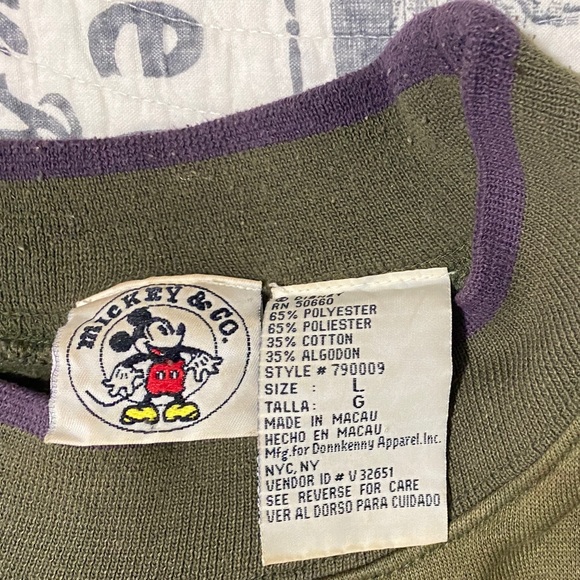 MICKEY & CO.
RN 30660
65% POLYESTER
65% POLIESTER
35% COTTON
35% ALGODON
STYLE # 790009
SIZE : L
TALLA: G
MADE IN MACAU
HECHO EN MACAU
Mfg. for Donnkenny Apparel. Inc.
NYC, NY
VENDOR ID # V 32651
SEE REVERSE FOR CARE
VER AL DORSO PARA CUIDADO